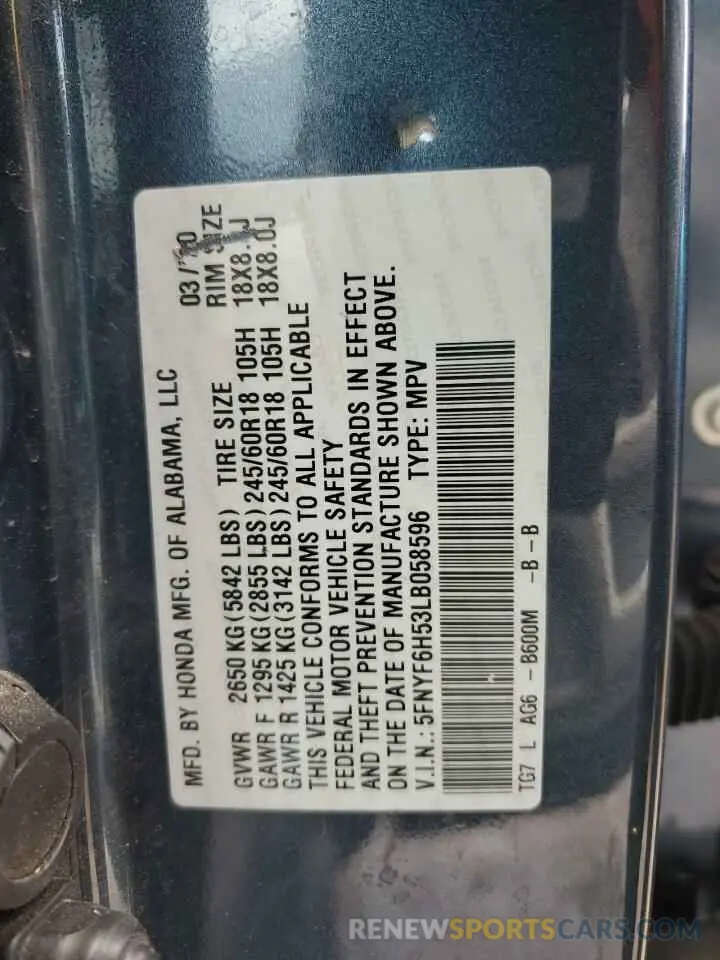 MFD. BY HONDA MFG. OF ALABAMA, LLC 03/20
GVWR 2650 KG(5842 LBS) TIRE SIZE RIM SIZE
GAWR F 1295 KG(2855 LBS)245/60R18 105H 18X8.0J
GAWR R 1425 KG(3142 LBS)245/60R18 105H 18X8.0J
THIS VEHICLE CONFORMS TO ALL APPLICABLE
FEDERAL MOTOR VEHICLE SAFETY
AND THEFT PREVENTION STANDARDS IN EFFECT
ON THE DATE OF MANUFACTURE SHOWN ABOVE.
V.I.N.: 5FNYF6H53LB058596 TYPE: MPV
TG7 L AG6 -B600M -B-B
RENEWSPORTSCARS.COM